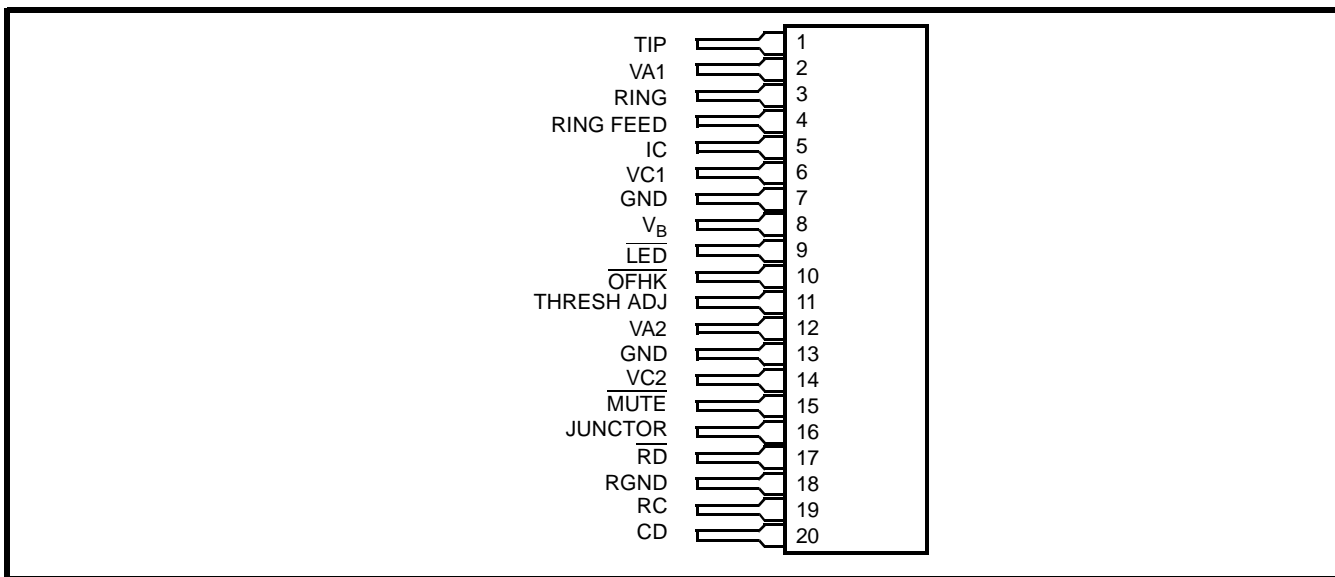 TIP 1
VA1 2
RING 3
RING FEED 4
IC 5
VC1 6
GND 7
VB 8
LED 9
OFHK 10
THRESH ADJ 11
VA2 12
GND 13
VC2 14
MUTE 15
JUNCTOR 16
RD 17
RGND 18
RC 19
CD 20